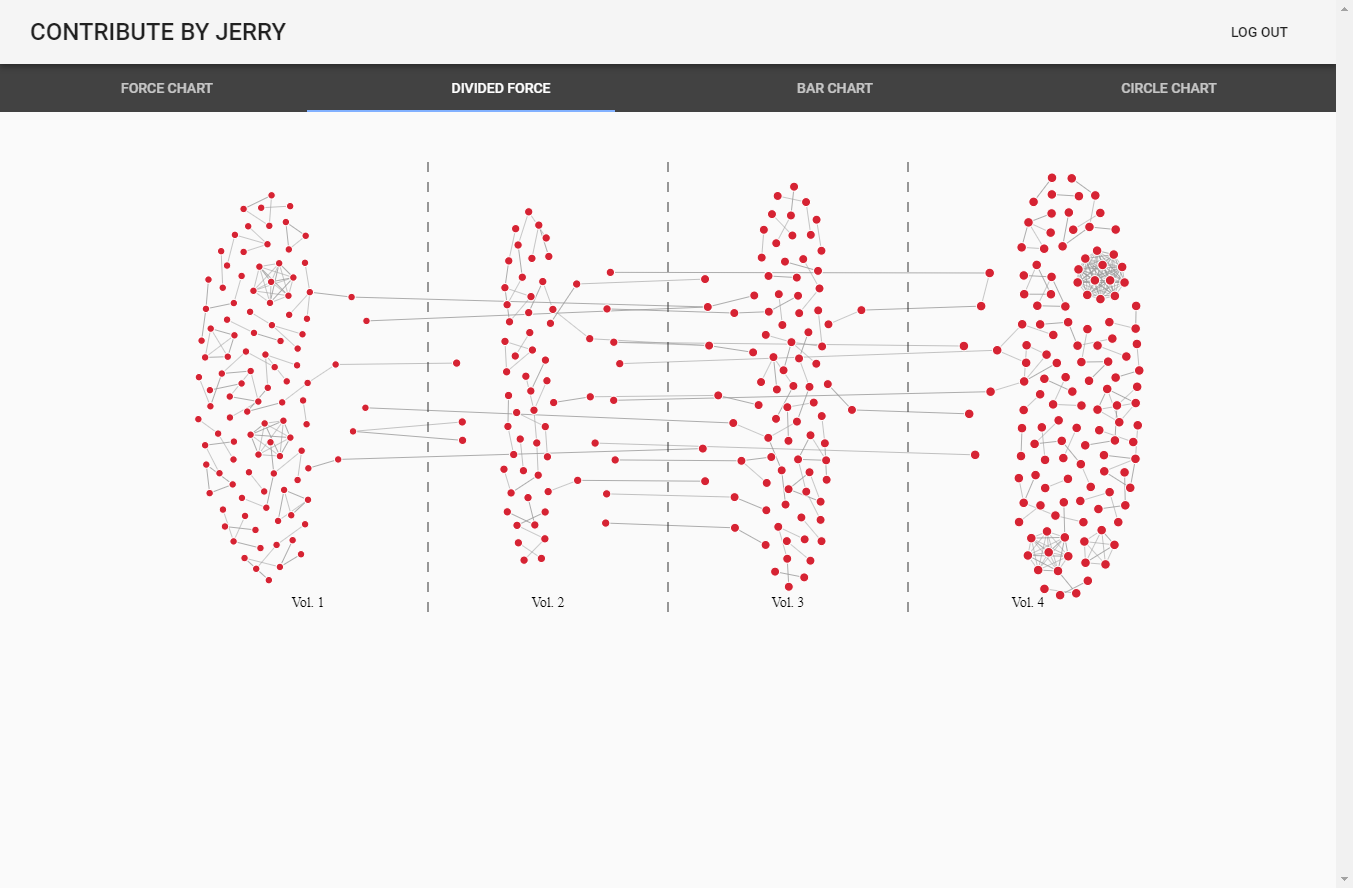 CONTRIBUTE BY JERRY
LOG OUT
FORCE CHART
DIVIDED FORCE
BAR CHART
CIRCLE CHART
Vol. 1
Vol. 2
Vol. 3
Vol. 4